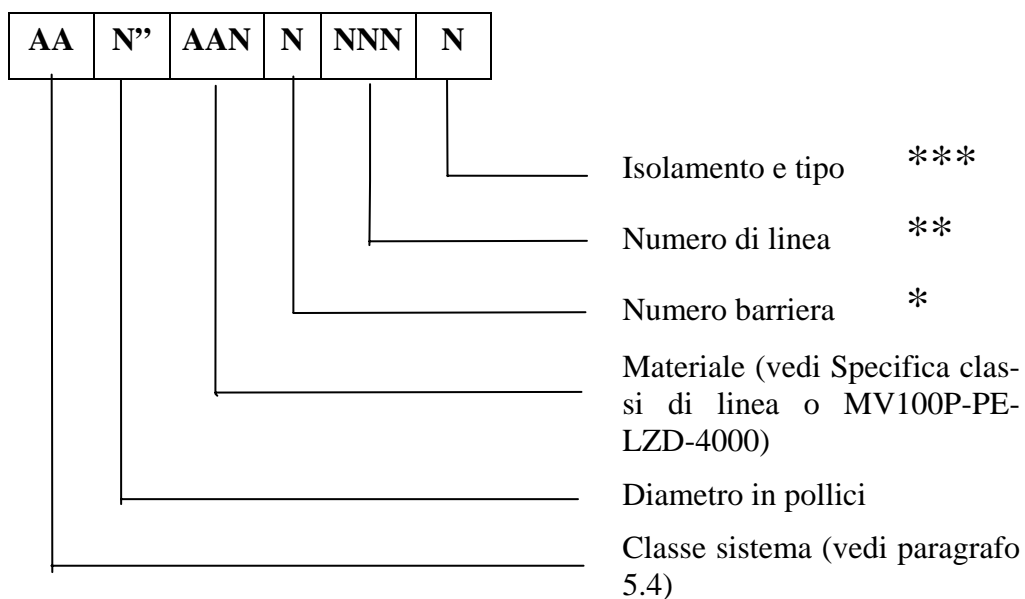 AA N” AAN N NNN N
Isolamento e tipo ***
Numero di linea **
Numero barriera *
Materiale (vedi Specifica clas-
si di linea o MV100P-PE-
LZD-4000)
Diametro in pollici
Classe sistema (vedi paragrafo
5.4)